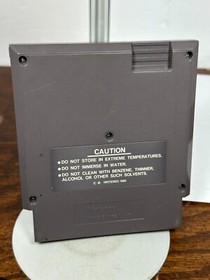 CAUTION
•DO NOT STORE IN EXTREME TEMPERATURES.
•DO NOT IMMERSE IN WATER.
•DO NOT CLEAN WITH BENZENE, THINNER,
ALCOHOL OR OTHER SUCH SOLVENTS.